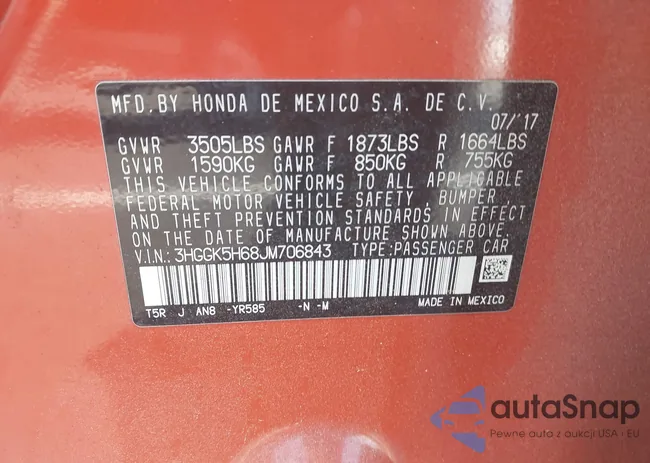 MFD.BY HONDA DE MEXICO S.A. DE C.V.
07/'17
GVWR 3505LBS GAWR F 1873LBS R 1664LBS
GVWR 1590KG GAWR F 850KG R 755KG
THIS VEHICLE CONFORMS TO ALL APPLICABLE
FEDERAL MOTOR VEHICLE SAFETY, BUMPER,
AND THEFT PREVENTION STANDARDS IN EFFECT
ON THE DATE OF MANUFACTURE SHOWN ABOVE.
V.I.N.: 3HGGK5H68JM706843 TYPE:PASSENGER CAR
T5R J AN8 -YR585 -N -M MADE IN MEXICO
autoSnap
Pewne auta z aukcji USA - EU